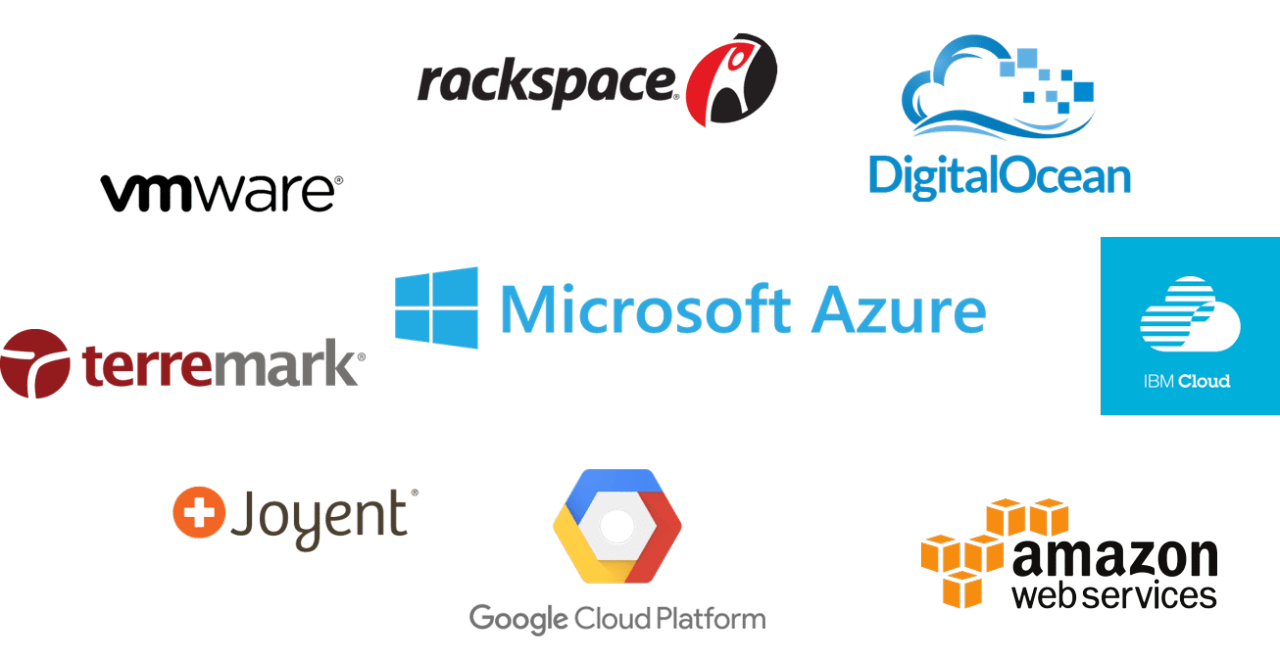 rackspace®
DigitalOcean
vmware®
Microsoft Azure
IBM Cloud
terremark®
Joyent®
Google Cloud Platform
amazon
web services